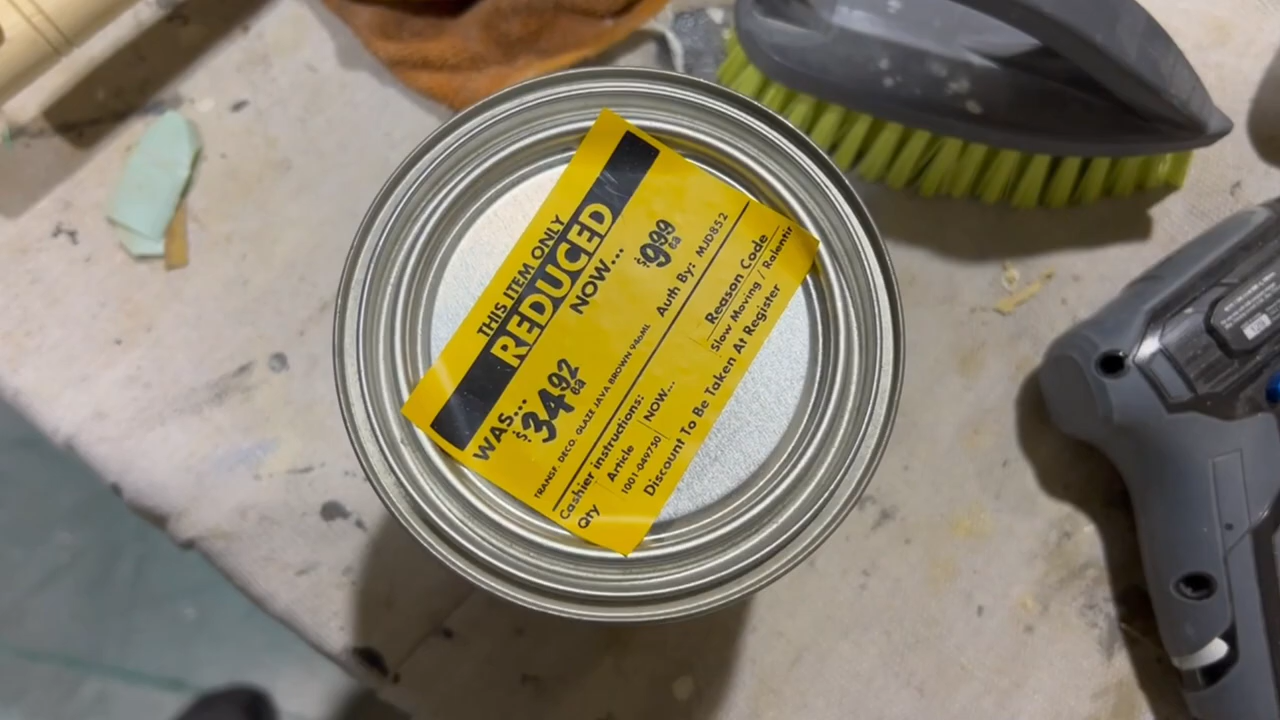 THIS ITEM ONLY
REDUCED
WAS... NOW...
$34.92 ea $9.99 ea
TRANSF. DECO. GLAZE JAVA BROWN 946ML
Cashier instructions: Auth By: MJD852
Qty Article NOW... Reason Code
1001-049750 Slow Moving / Ralentir
Discount To Be Taken At Register